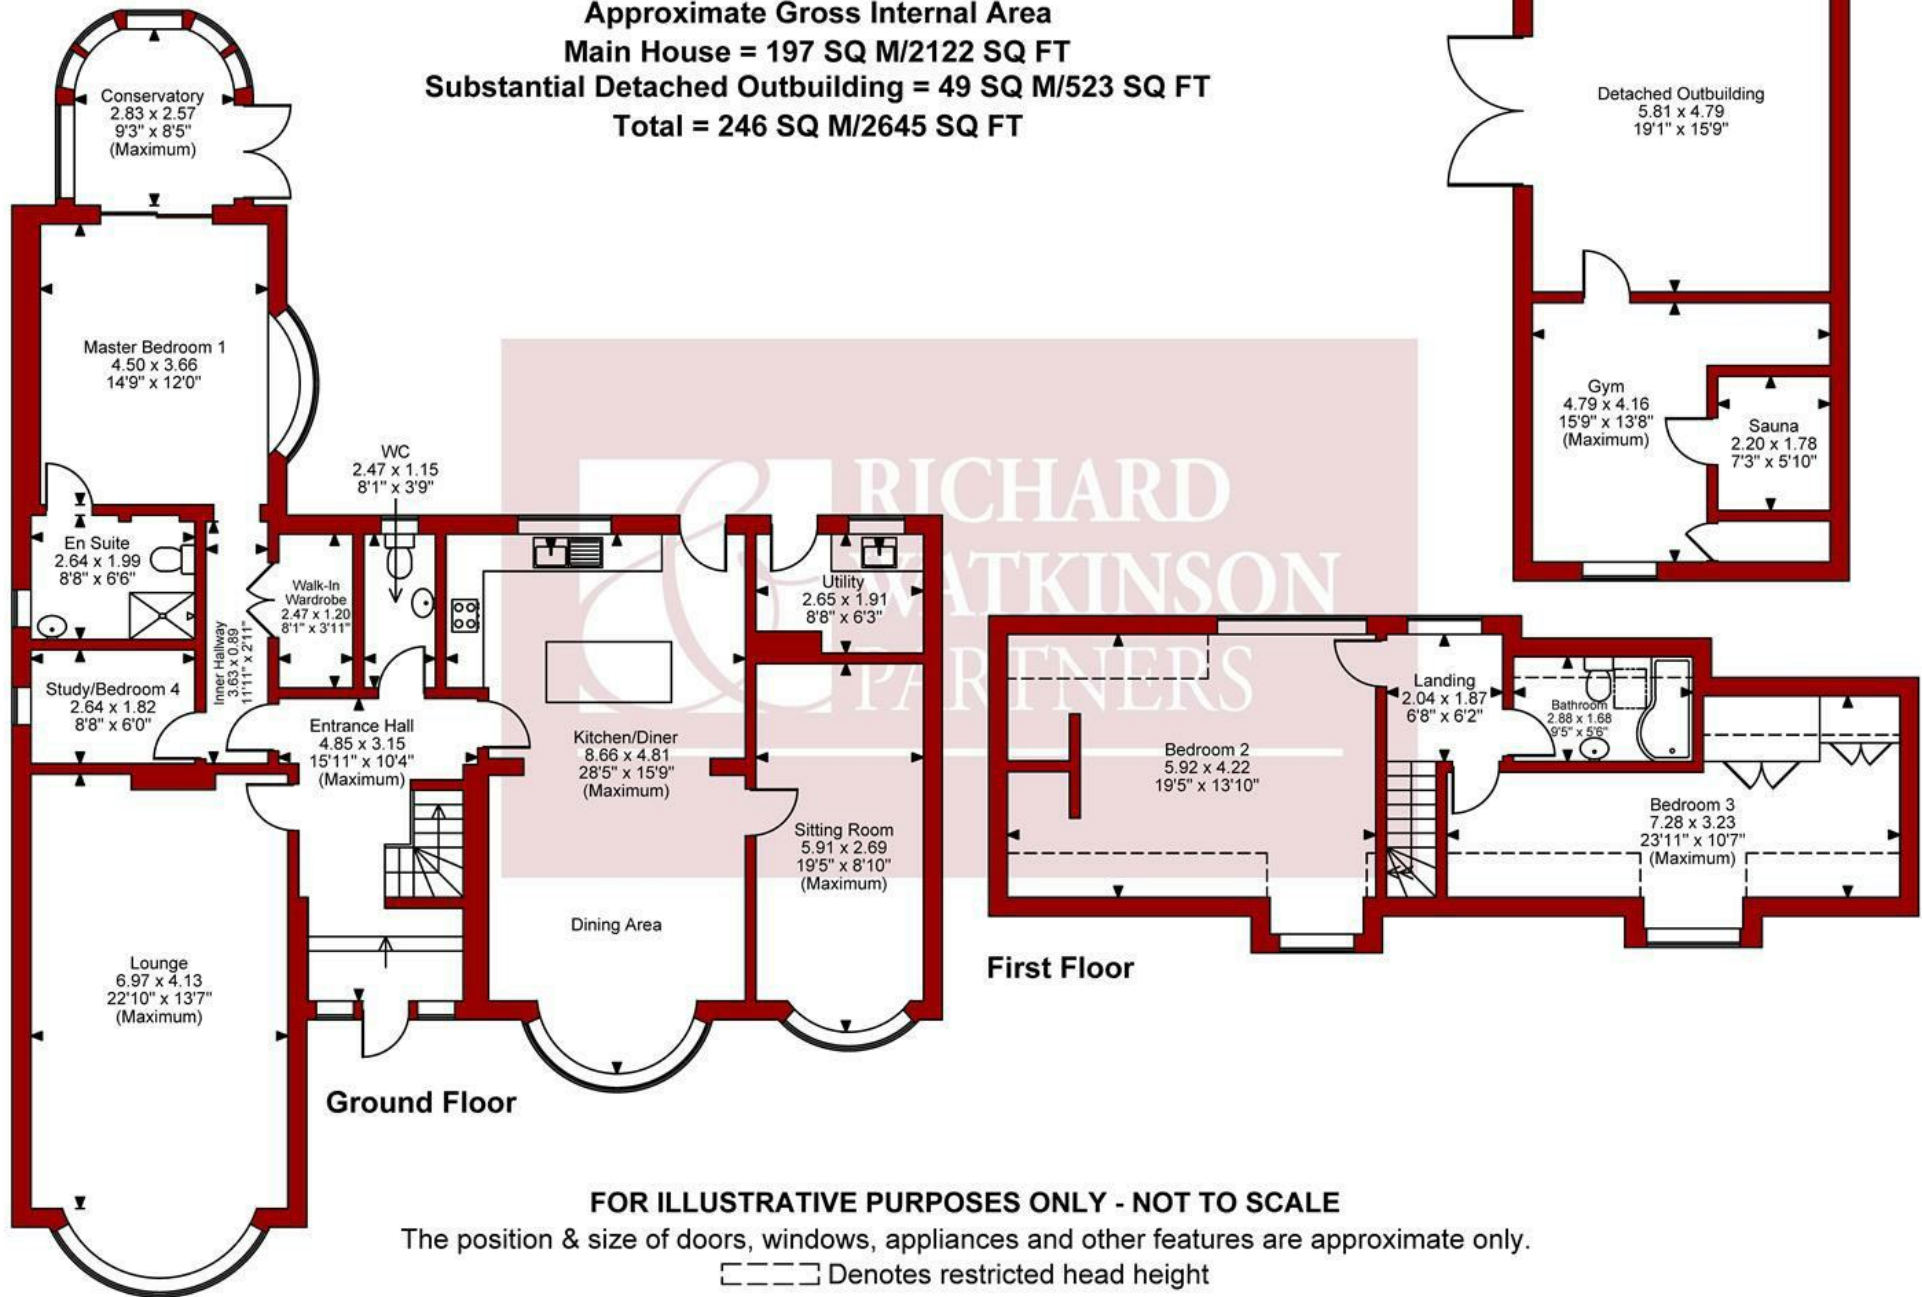 Approximate Gross Internal Area
Main House = 197 SQ M/2122 SQ FT
Substantial Detached Outbuilding = 49 SQ M/523 SQ FT
Total = 246 SQ M/2645 SQ FT
Conservatory
2.83 x 2.57
9'3" x 8'5"
(Maximum)
Detached Outbuilding
5.81 x 4.79
19'1" x 15'9"
Master Bedroom 1
4.50 x 3.66
14'9" x 12'0"
Gym
4.79 x 4.16
15'9" x 13'8"
(Maximum)
Sauna
2.20 x 1.78
7'3" x 5'10"
WC
2.47 x 1.15
8'1" x 3'9"
RICHARD
& WATKINSON
PARTNERS
En Suite
2.64 x 1.99
8'8" x 6'6"
Inner Hallway
3.63 x 0.89
11'11" x 2'11"
Walk-In
Wardrobe
2.47 x 1.20
8'1" x 3'11"
Utility
2.65 x 1.91
8'8" x 6'3"
Study/Bedroom 4
2.64 x 1.82
8'8" x 6'0"
Entrance Hall
4.85 x 3.15
15'11" x 10'4"
(Maximum)
Kitchen/Diner
8.66 x 4.81
28'5" x 15'9"
(Maximum)
Sitting Room
5.91 x 2.69
19'5" x 8'10"
(Maximum)
Dining Area
Lounge
6.97 x 4.13
22'10" x 13'7"
(Maximum)
Ground Floor
Bedroom 2
5.92 x 4.22
19'5" x 13'10"
Landing
2.04 x 1.87
6'8" x 6'2"
Bathroom
2.88 x 1.68
9'5" x 5'6"
Bedroom 3
7.28 x 3.23
23'11" x 10'7"
(Maximum)
First Floor
FOR ILLUSTRATIVE PURPOSES ONLY - NOT TO SCALE
The position & size of doors, windows, appliances and other features are approximate only.
Denotes restricted head height